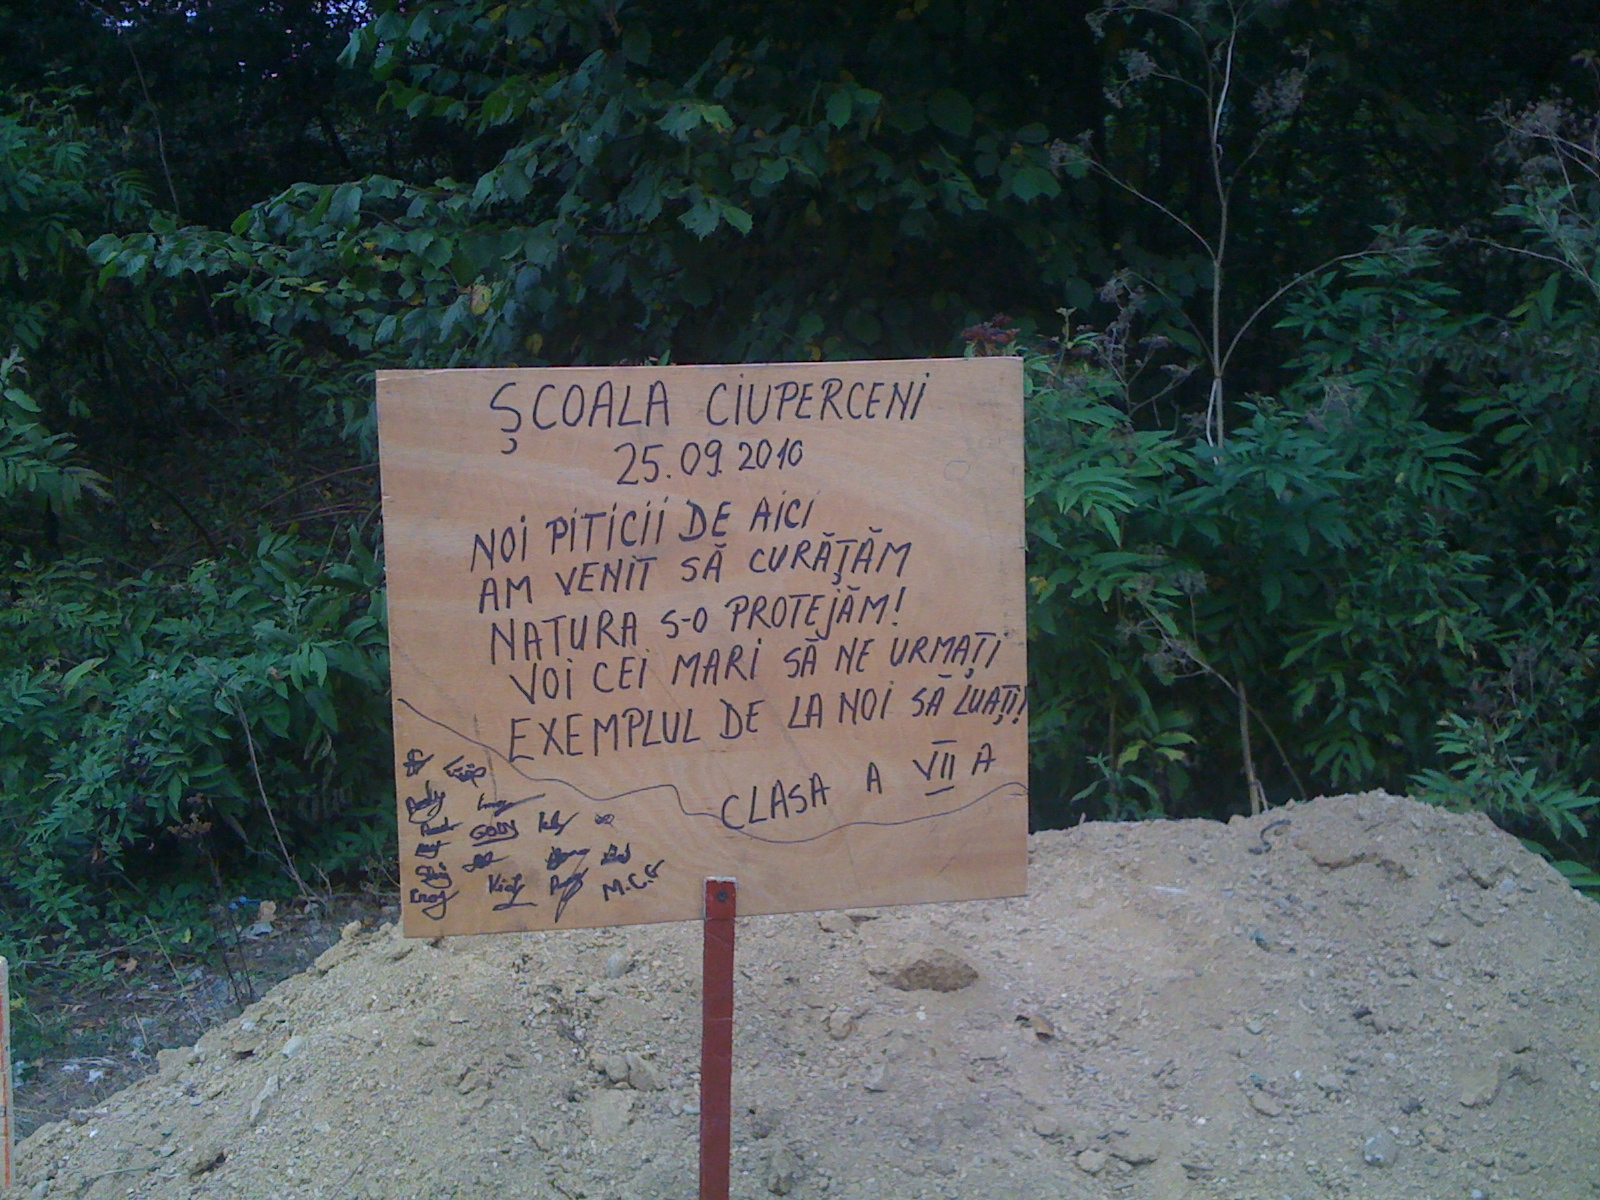 ŞCOALA CIUPERCENI
25.09.2010
NOI PITICII DE AICI
AM VENIT SĂ CURĂŢĂM
NATURA S-O PROTEJĂM!
VOI CEI MARI SĂ NE URMAŢI
EXEMPLUL DE LA NOI SĂ LUAŢI!
CLASA A VII A
GOBY
M.C.G